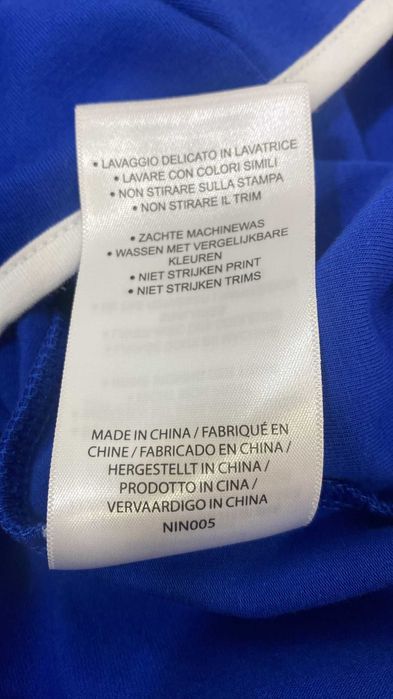 • LAVAGGIO DELICATO IN LAVATRICE
• LAVARE CON COLORI SIMILI
• NON STIRARE SULLA STAMPA
• NON STIRARE IL TRIM
• ZACHTE MACHINEWAS
• WASSEN MET VERGELIJKBARE
KLEUREN
• NIET STRIJKEN PRINT
• NIET STRIJKEN TRIMS
MADE IN CHINA / FABRIQUÉ EN
CHINE / FABRICADO EN CHINA /
HERGESTELLT IN CHINA /
PRODOTTO IN CINA /
VERVAARDIGO IN CHINA
NIN005